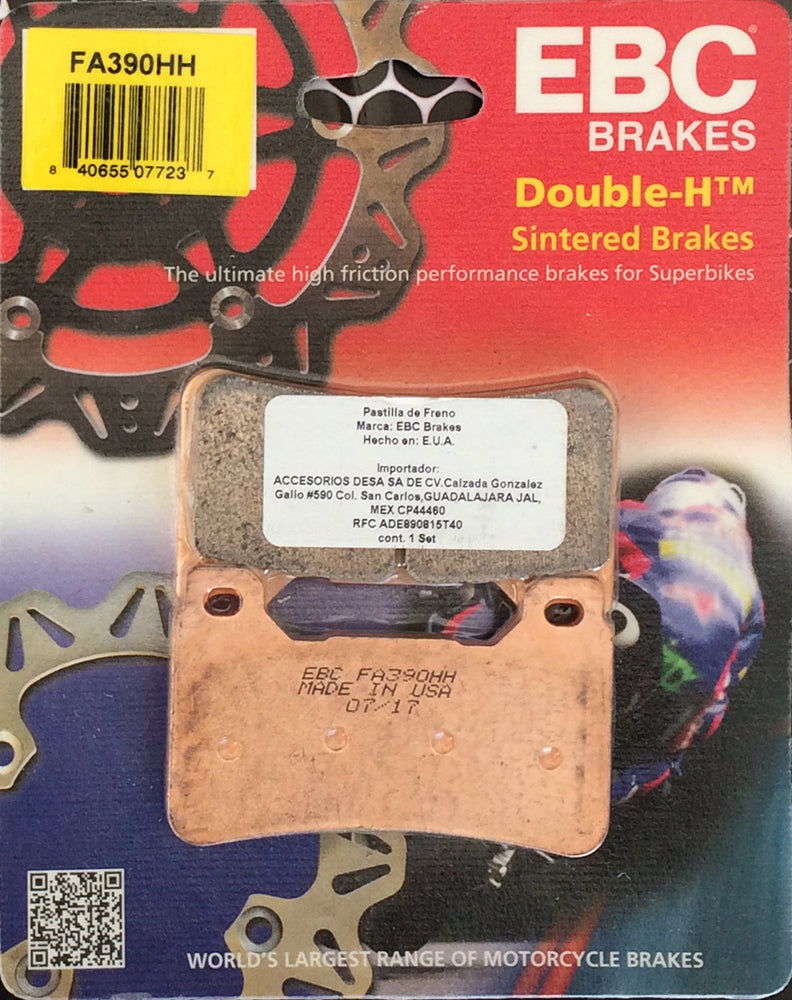 FA390HH
8 40655 07723 7
EBC®
BRAKES
Double-H™
Sintered Brakes
The ultimate high friction performance brakes for Superbikes
Pastilla de Freno
Marca: EBC Brakes
Hecho en: E.U.A.
Importador:
ACCESORIOS DESA SA DE CV.Calzada Gonzalez
Gallo #590 Col. San Carlos,GUADALAJARA JAL,
MEX CP44460
RFC ADE890815T40
cont. 1 Set
EBC FA390HH
MADE IN USA
07/17
WORLD'S LARGEST RANGE OF MOTORCYCLE BRAKES